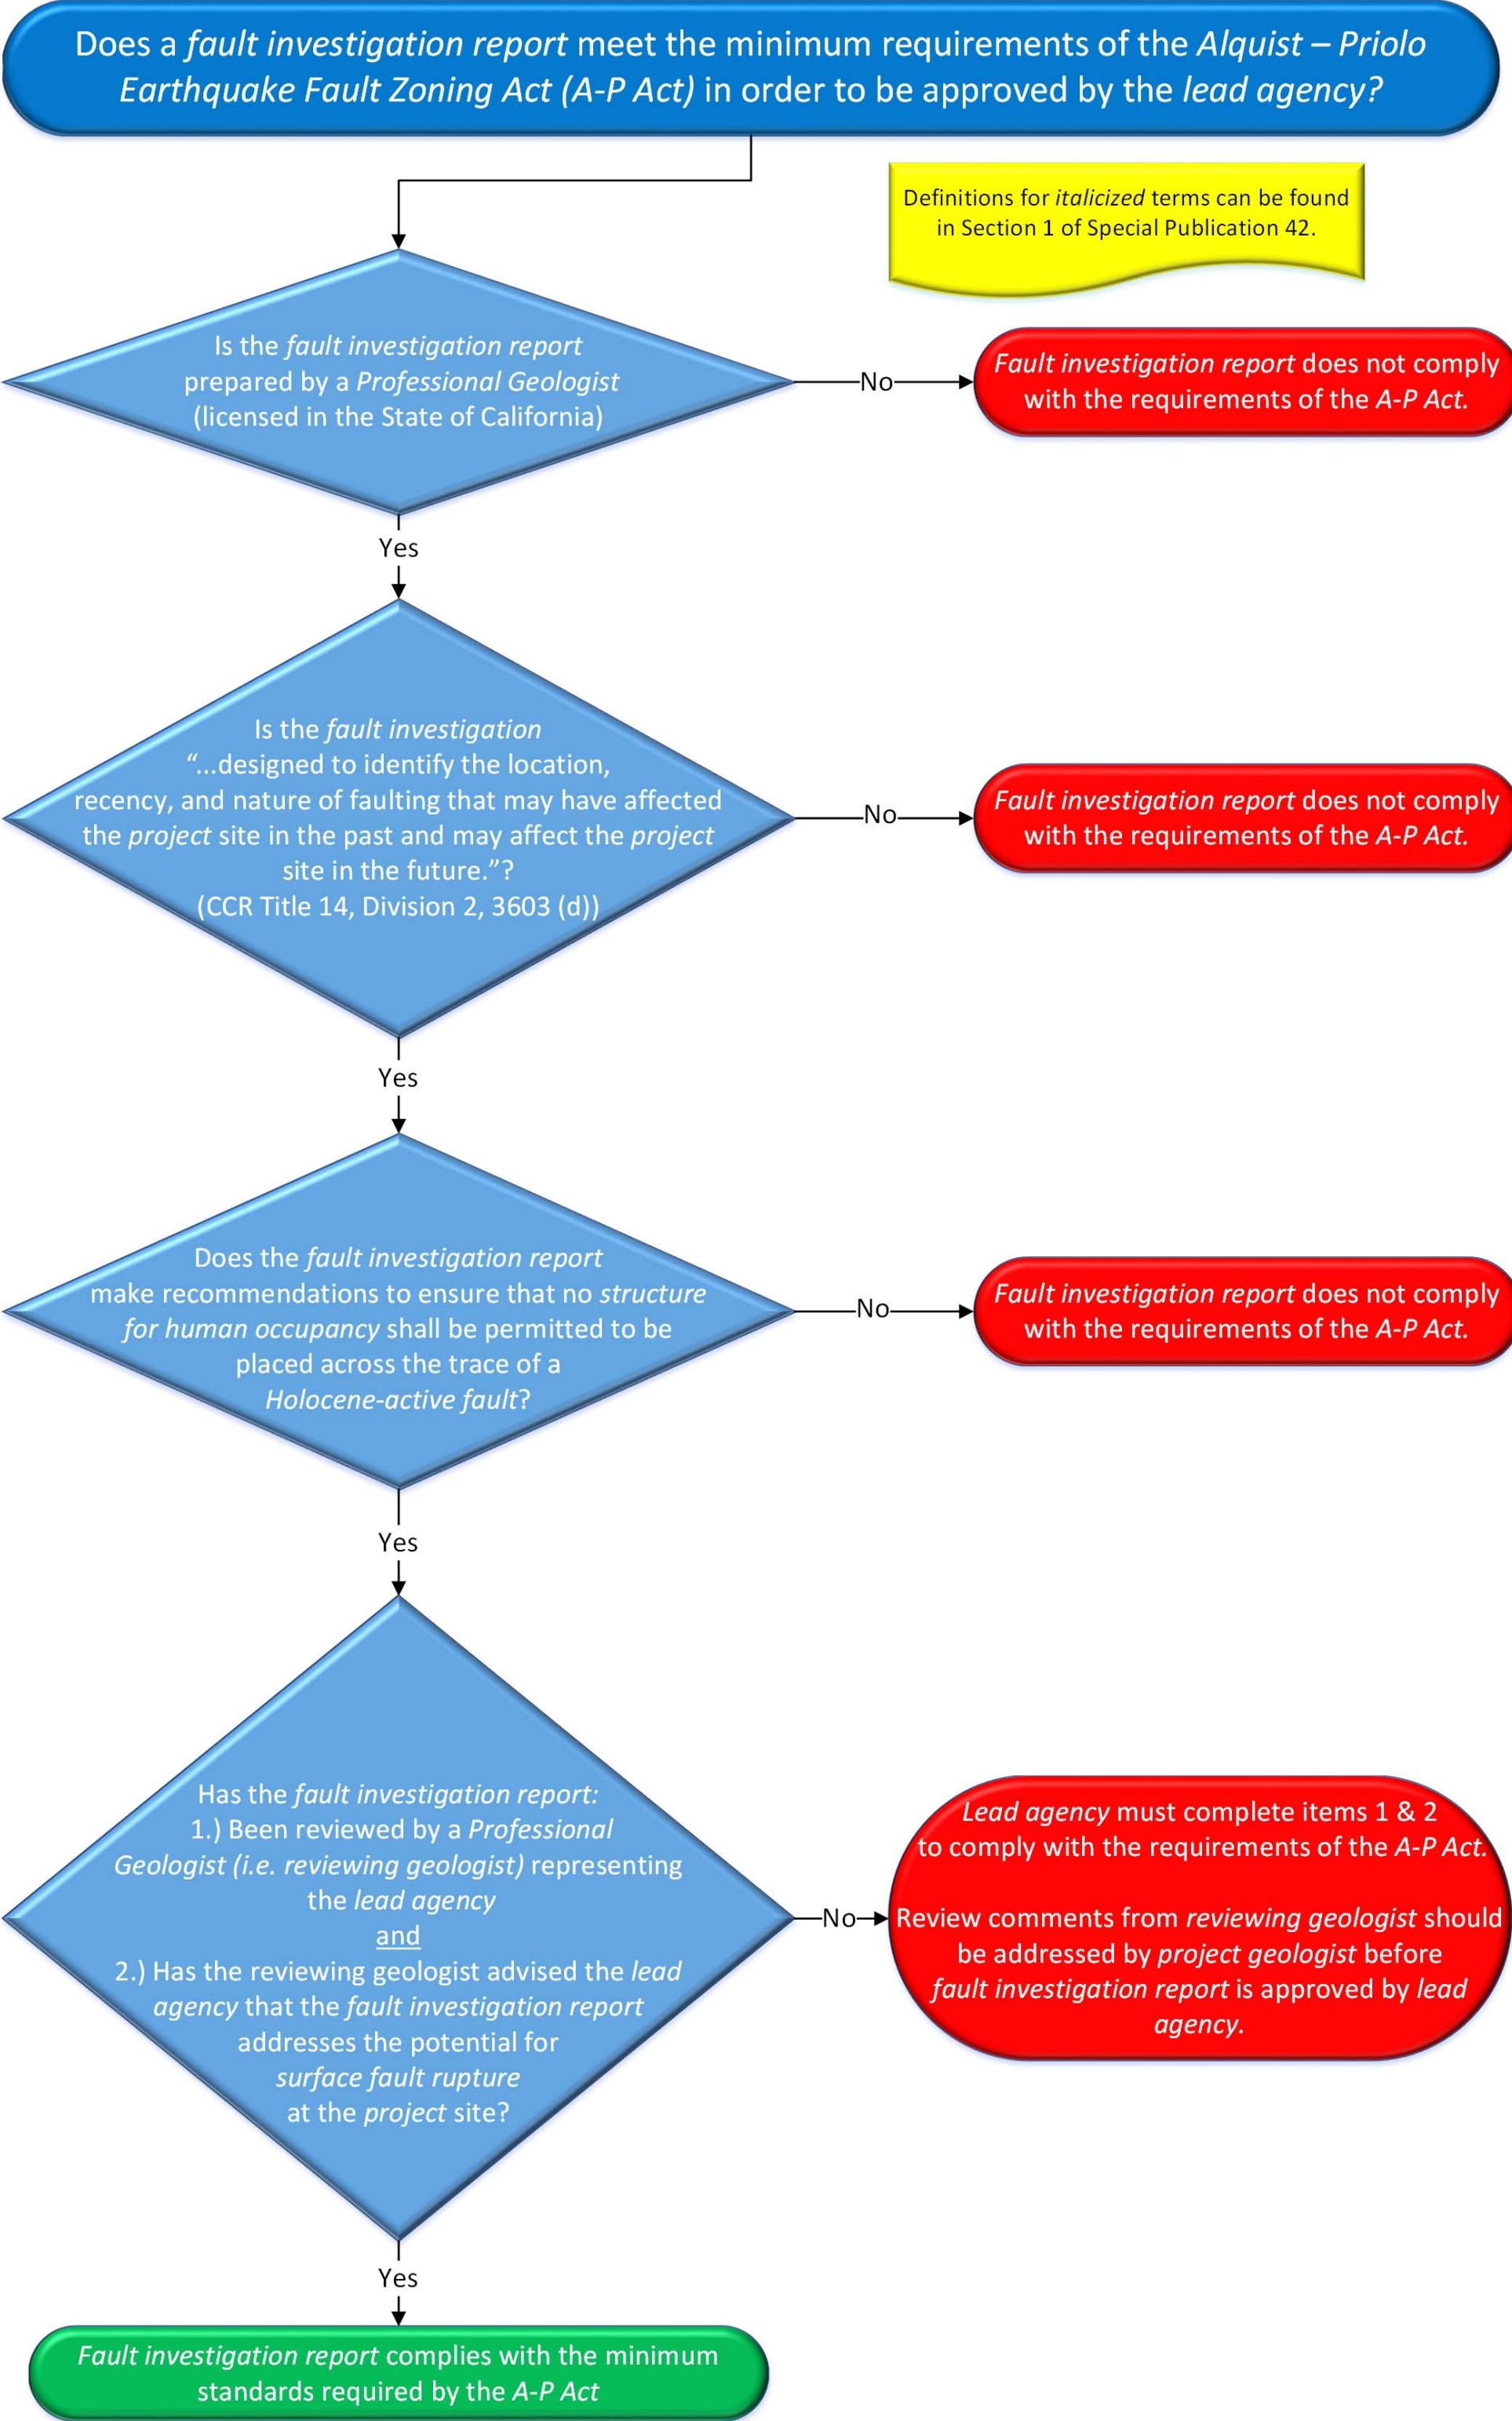 Does a fault investigation report meet the minimum requirements of the Alquist – Priolo
Earthquake Fault Zoning Act (A-P Act) in order to be approved by the lead agency?
Definitions for italicized terms can be found
in Section 1 of Special Publication 42.
Is the fault investigation report
prepared by a Professional Geologist
(licensed in the State of California)
No
Fault investigation report does not comply
with the requirements of the A-P Act.
Yes
Is the fault investigation
“...designed to identify the location,
recency, and nature of faulting that may have affected
the project site in the past and may affect the project
site in the future.”?
(CCR Title 14, Division 2, 3603 (d))
No
Fault investigation report does not comply
with the requirements of the A-P Act.
Yes
Does the fault investigation report
make recommendations to ensure that no structure
for human occupancy shall be permitted to be
placed across the trace of a
Holocene-active fault?
No
Fault investigation report does not comply
with the requirements of the A-P Act.
Yes
Has the fault investigation report:
1.) Been reviewed by a Professional
Geologist (i.e. reviewing geologist) representing
the lead agency
and
2.) Has the reviewing geologist advised the lead
agency that the fault investigation report
addresses the potential for
surface fault rupture
at the project site?
No
Lead agency must complete items 1 & 2
to comply with the requirements of the A-P Act.
Review comments from reviewing geologist should
be addressed by project geologist before
fault investigation report is approved by lead
agency.
Yes
Fault investigation report complies with the minimum
standards required by the A-P Act